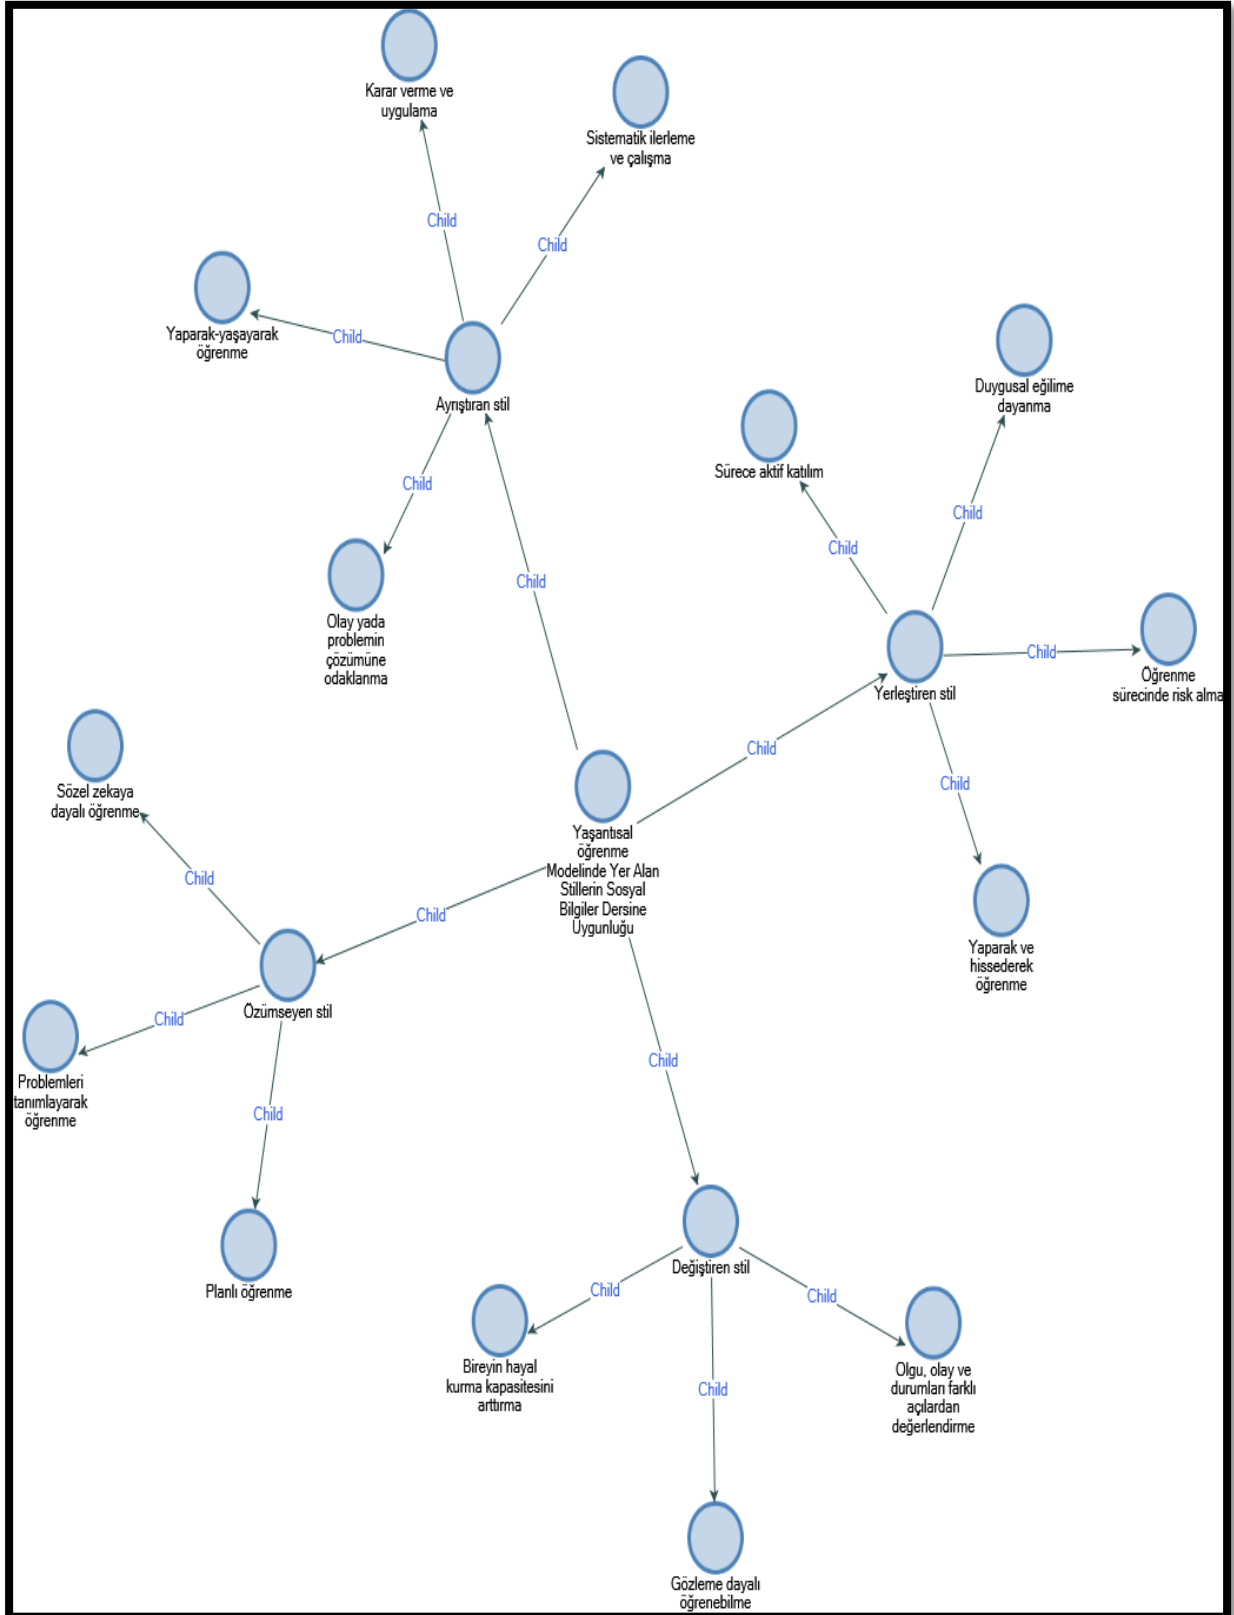 Karar verme ve
uygulama
Sistematik ilerleme
ve çalışma
Child
Child
Yaparak-yaşayarak
öğrenme
Child
Ayrıştıran stil
Child
Olay yada
problemin
çözümüne
odaklanma
Child
Duygusal eğilime
dayanma
Sürece aktif katılım
Child
Child
Yerleştiren stil
Child
Öğrenme
sürecinde risk alma
Child
Child
Yaparak ve
hissederek
öğrenme
Yaşantısal
öğrenme
Modelinde Yer Alan
Stillerin Sosyal
Bilgiler Dersine
Uygunluğu
Sözel zekaya
dayalı öğrenme
Child
Child
Özümseyen stil
Child
Problemleri
tanımlayarak
öğrenme
Child
Planlı öğrenme
Child
Değiştiren stil
Child
Child
Bireyin hayal
kurma kapasitesini
arttırma
Child
Olgu, olay ve
durumları farklı
açılardan
değerlendirme
Gözleme dayalı
öğrenebilme